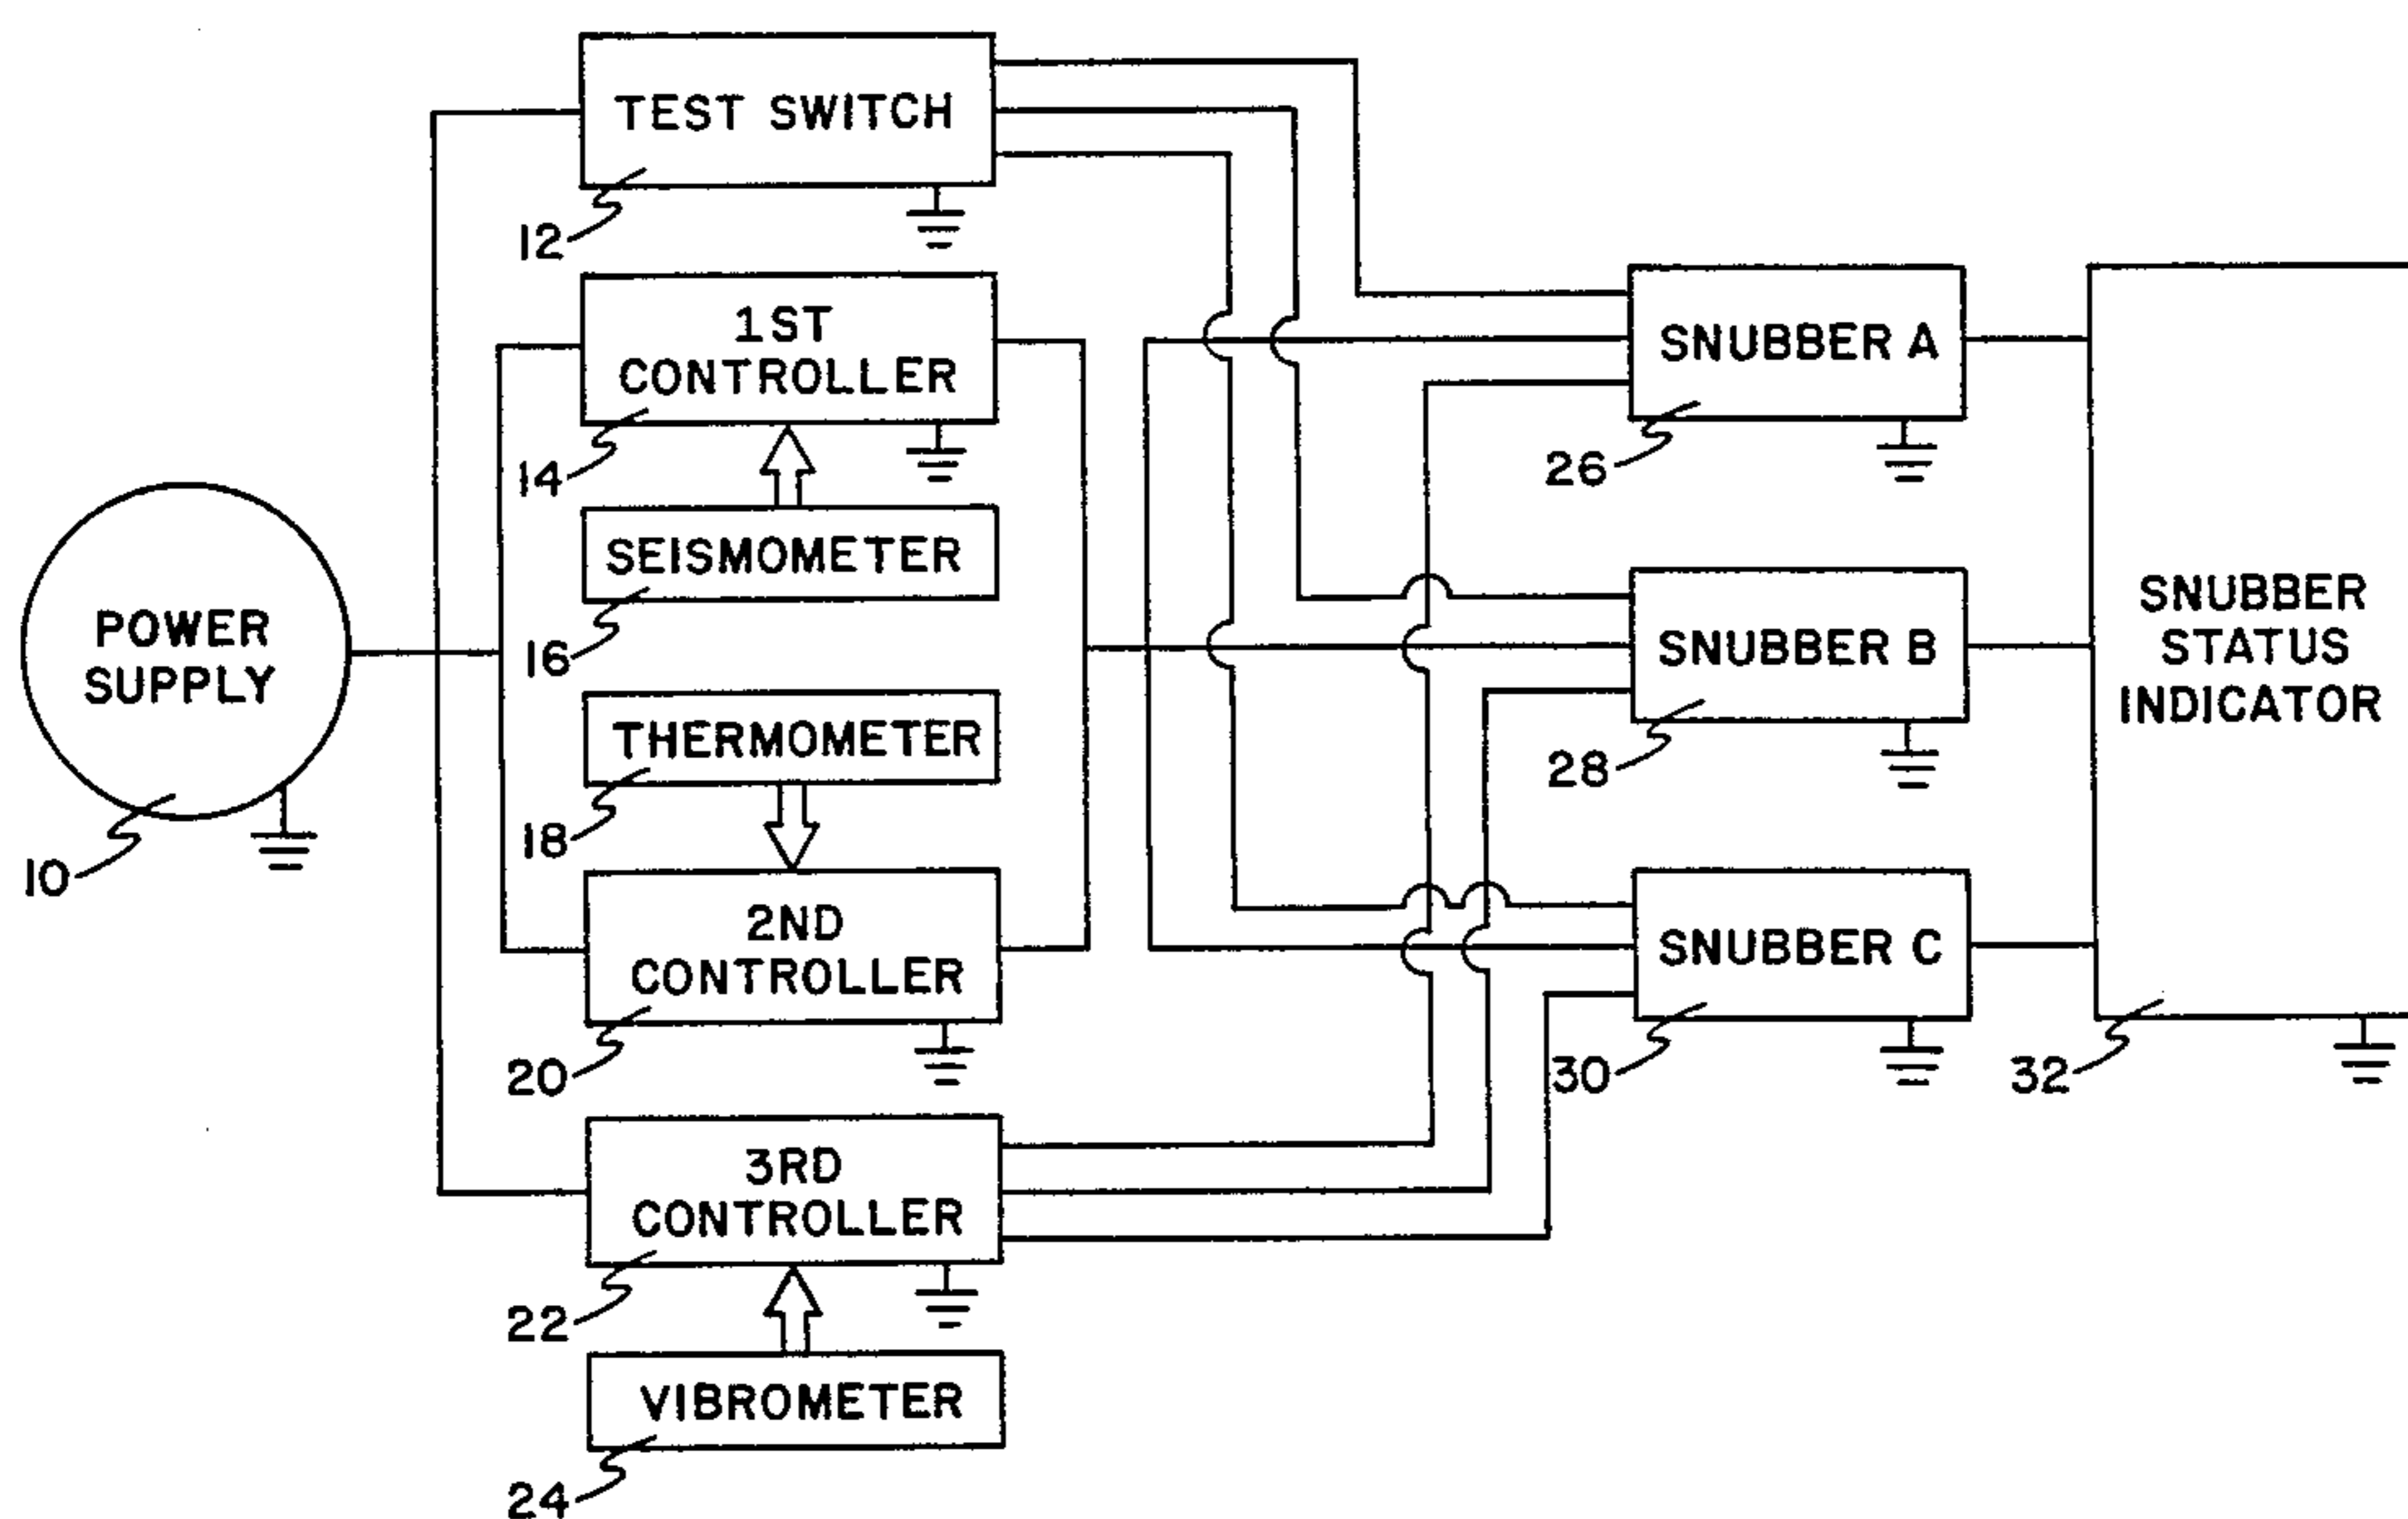 TEST SWITCH
12
1ST
CONTROLLER
14
SEISMOMETER
16
POWER
SUPPLY
10
THERMOMETER
18
2ND
CONTROLLER
20
3RD
CONTROLLER
22
VIBROMETER
24
SNUBBER A
26
SNUBBER B
28
SNUBBER C
30
SNUBBER
STATUS
INDICATOR
32